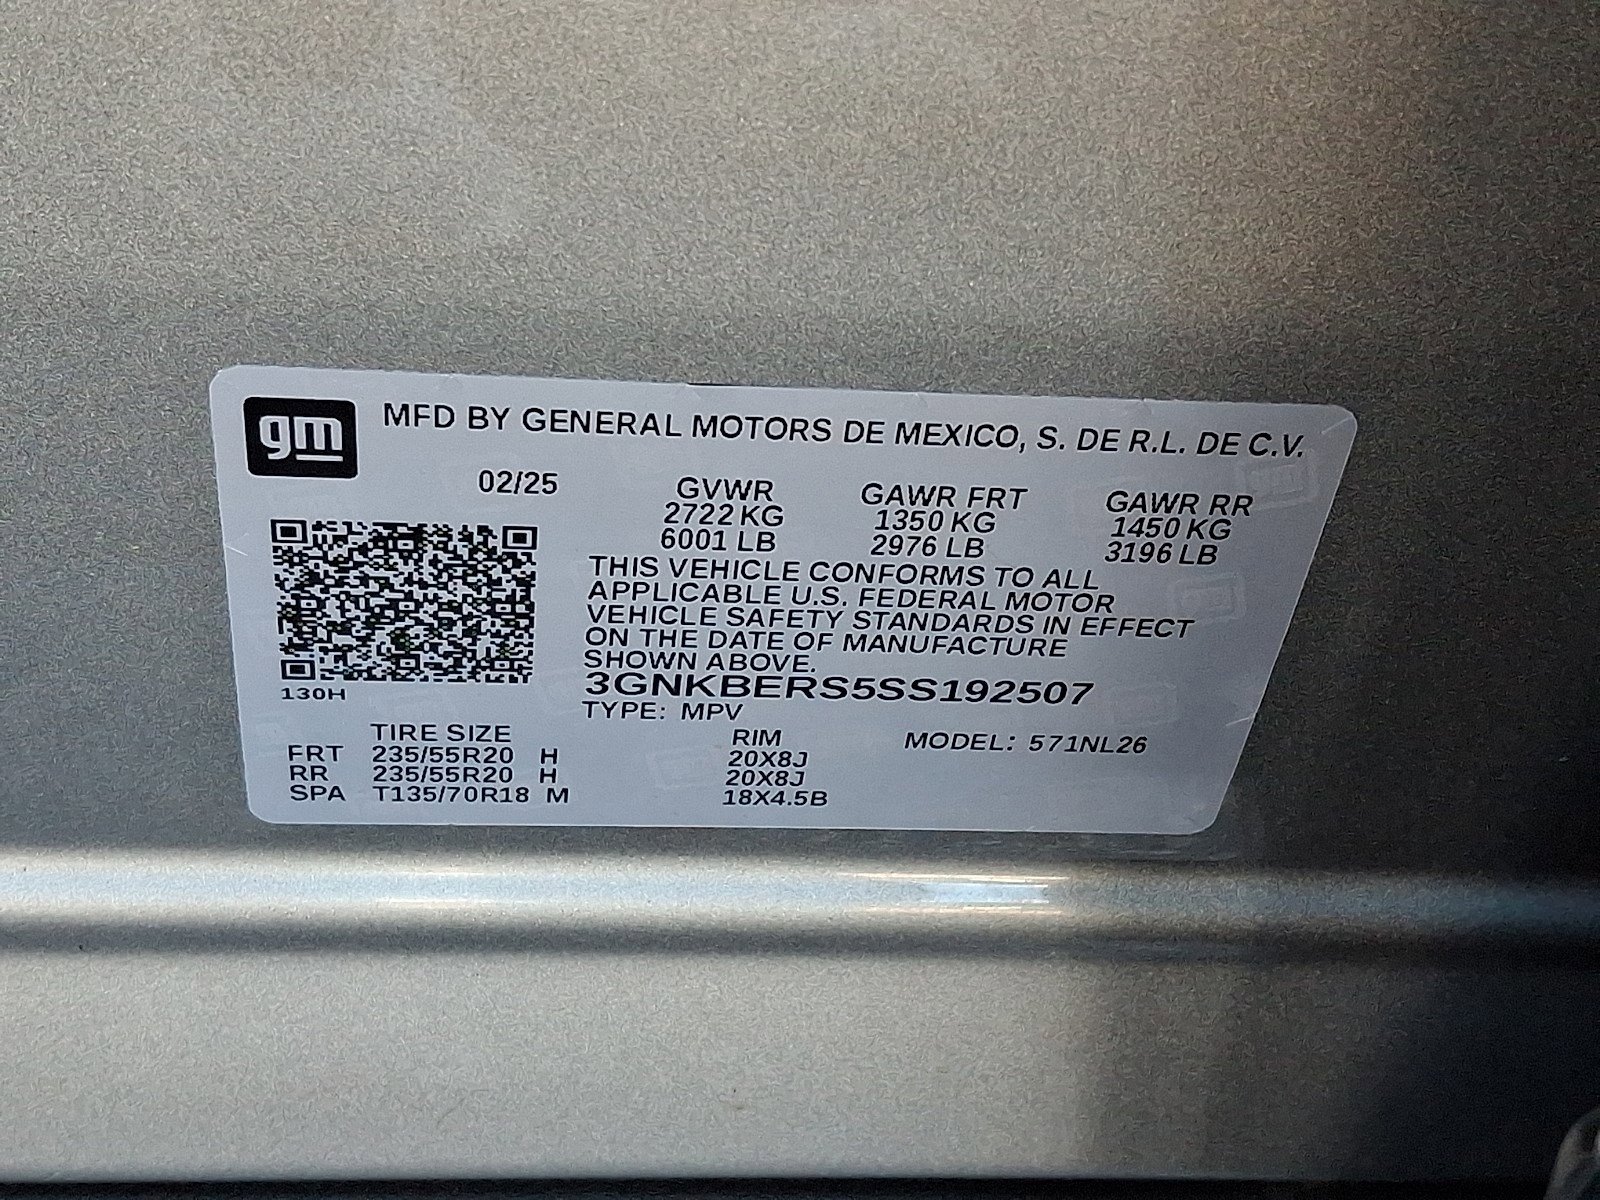 gm
MFD BY GENERAL MOTORS DE MEXICO, S. DE R.L. DE C.V.
02/25
GVWR GAWR FRT GAWR RR
2722 KG 1350 KG 1450 KG
6001 LB 2976 LB 3196 LB
THIS VEHICLE CONFORMS TO ALL
APPLICABLE U.S. FEDERAL MOTOR
VEHICLE SAFETY STANDARDS IN EFFECT
ON THE DATE OF MANUFACTURE
SHOWN ABOVE.
3GNKBERS5SS192507
TYPE: MPV
130H
TIRE SIZE RIM MODEL: 571NL26
FRT 235/55R20 H 20X8J
RR 235/55R20 H 20X8J
SPA T135/70R18 M 18X4.5B